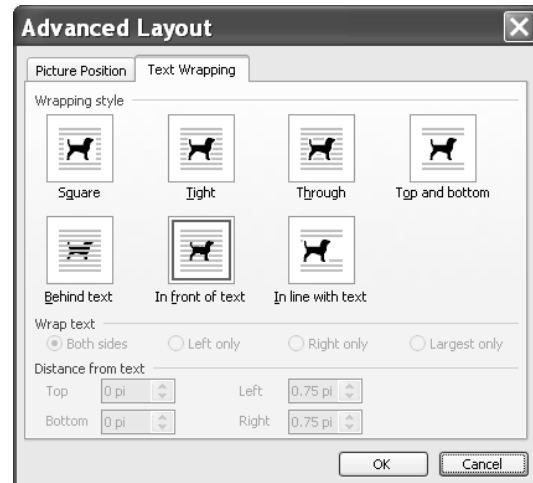 Advanced Layout
Picture Position Text Wrapping
Wrapping style
Square Tight Through Top and bottom
Behind text In front of text In line with text
Wrap text
Both sides Left only Right only Largest only
Distance from text
Top 0 pi Left 0.75 pi
Bottom 0 pi Right 0.75 pi
OK Cancel